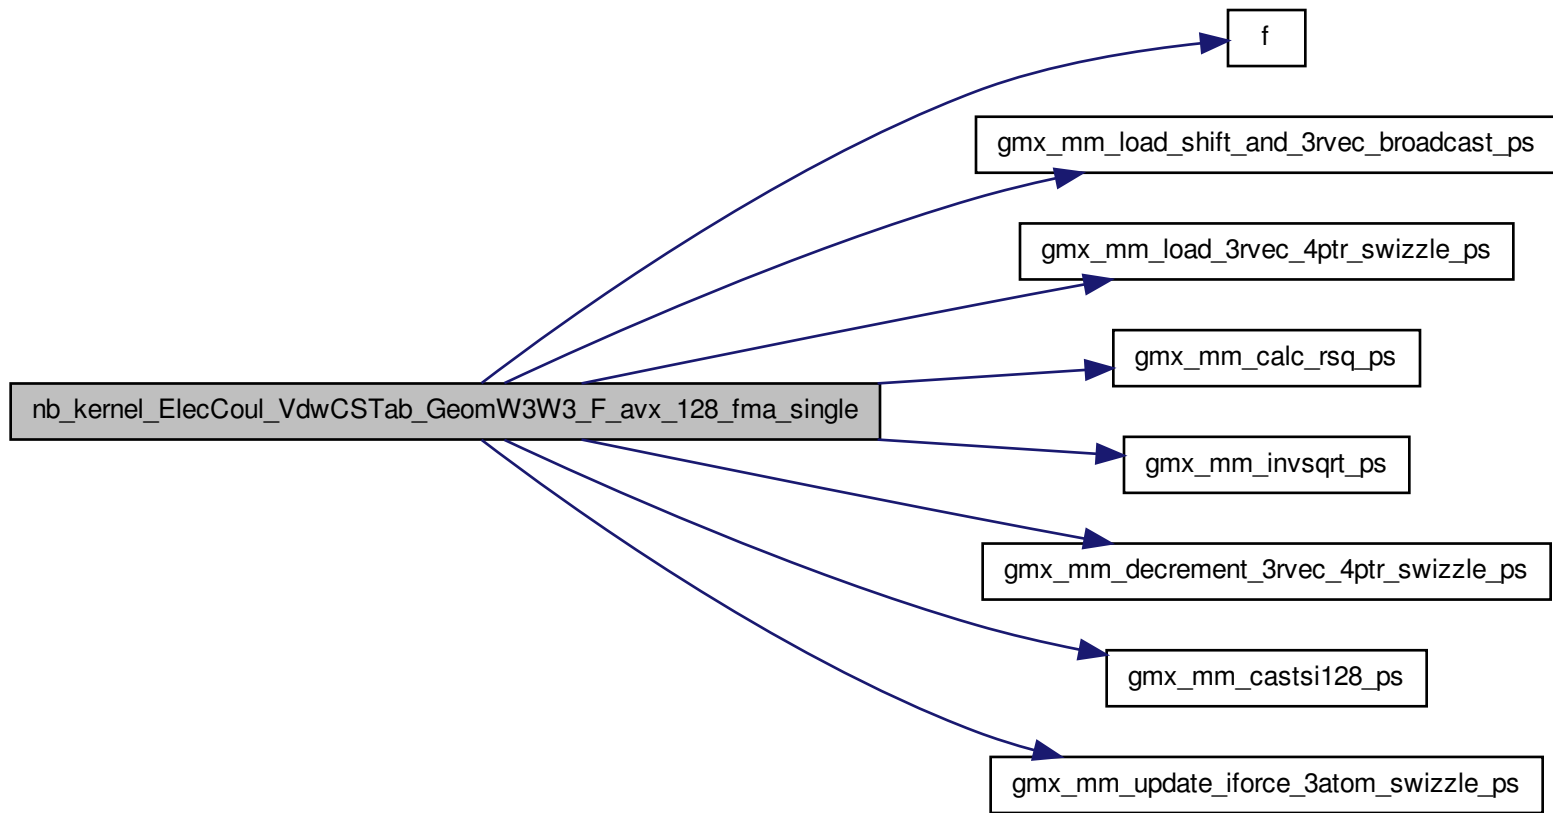 f
gmx_mm_load_shift_and_3rvec_broadcast_ps
gmx_mm_load_3rvec_4ptr_swizzle_ps
gmx_mm_calc_rsq_ps
nb_kernel_ElecCoul_VdwCSTab_GeomW3W3_F_avx_128_fma_single
gmx_mm_invsqrt_ps
gmx_mm_decrement_3rvec_4ptr_swizzle_ps
gmx_mm_castsi128_ps
gmx_mm_update_iforce_3atom_swizzle_ps